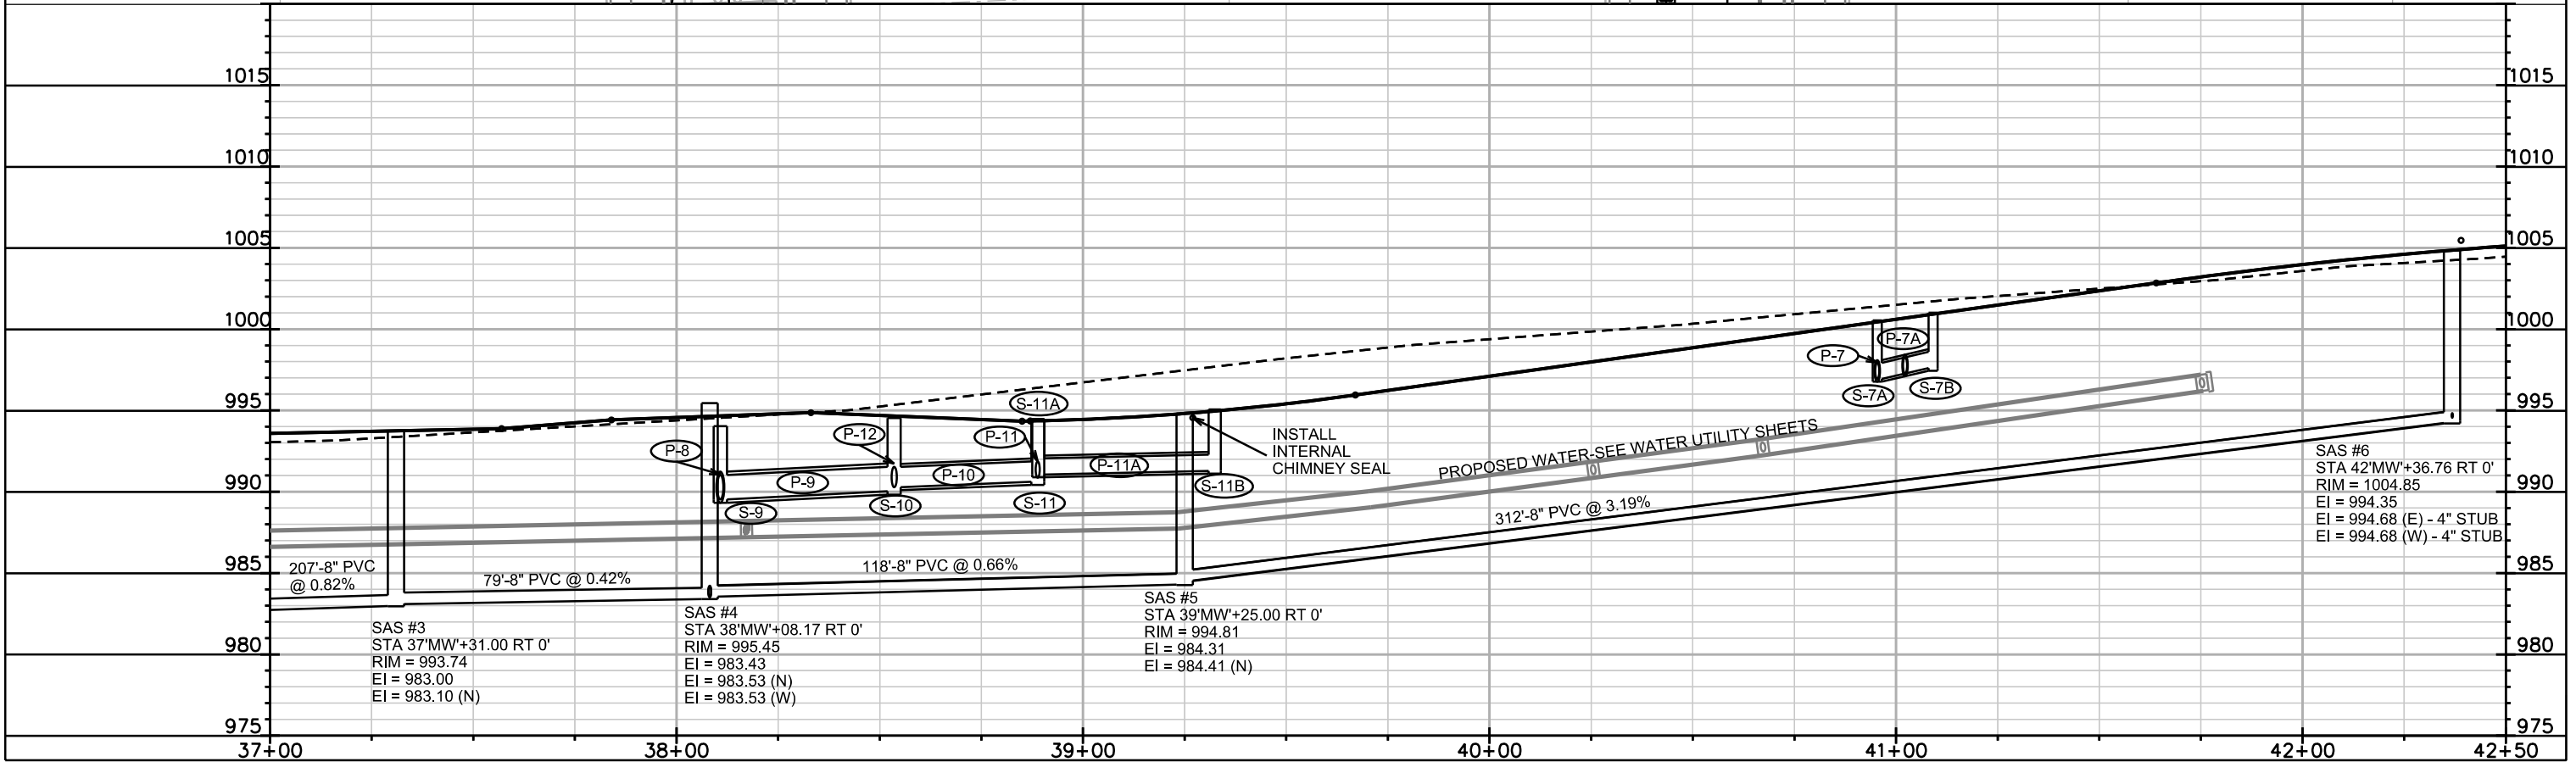 1015 1015
1010 1010
1005 1005
1000 1000
995 995
990 990
985 985
980 980
975 975
37+00 38+00 39+00 40+00 41+00 42+00 42+50
P-8
P-9
S-9
P-12
S-10
P-10
P-11
S-11A
S-11
P-11A
S-11B
P-7
P-7A
S-7A
S-7B
INSTALL
INTERNAL
CHIMNEY SEAL
PROPOSED WATER-SEE WATER UTILITY SHEETS
207'-8" PVC
@ 0.82%
79'-8" PVC @ 0.42%
118'-8" PVC @ 0.66%
312'-8" PVC @ 3.19%
SAS #3
STA 37'MW'+31.00 RT 0'
RIM = 993.74
EI = 983.00
EI = 983.10 (N)
SAS #4
STA 38'MW'+08.17 RT 0'
RIM = 995.45
EI = 983.43
EI = 983.53 (N)
EI = 983.53 (W)
SAS #5
STA 39'MW'+25.00 RT 0'
RIM = 994.81
EI = 984.31
EI = 984.41 (N)
SAS #6
STA 42'MW'+36.76 RT 0'
RIM = 1004.85
EI = 994.35
EI = 994.68 (E) - 4" STUB
EI = 994.68 (W) - 4" STUB